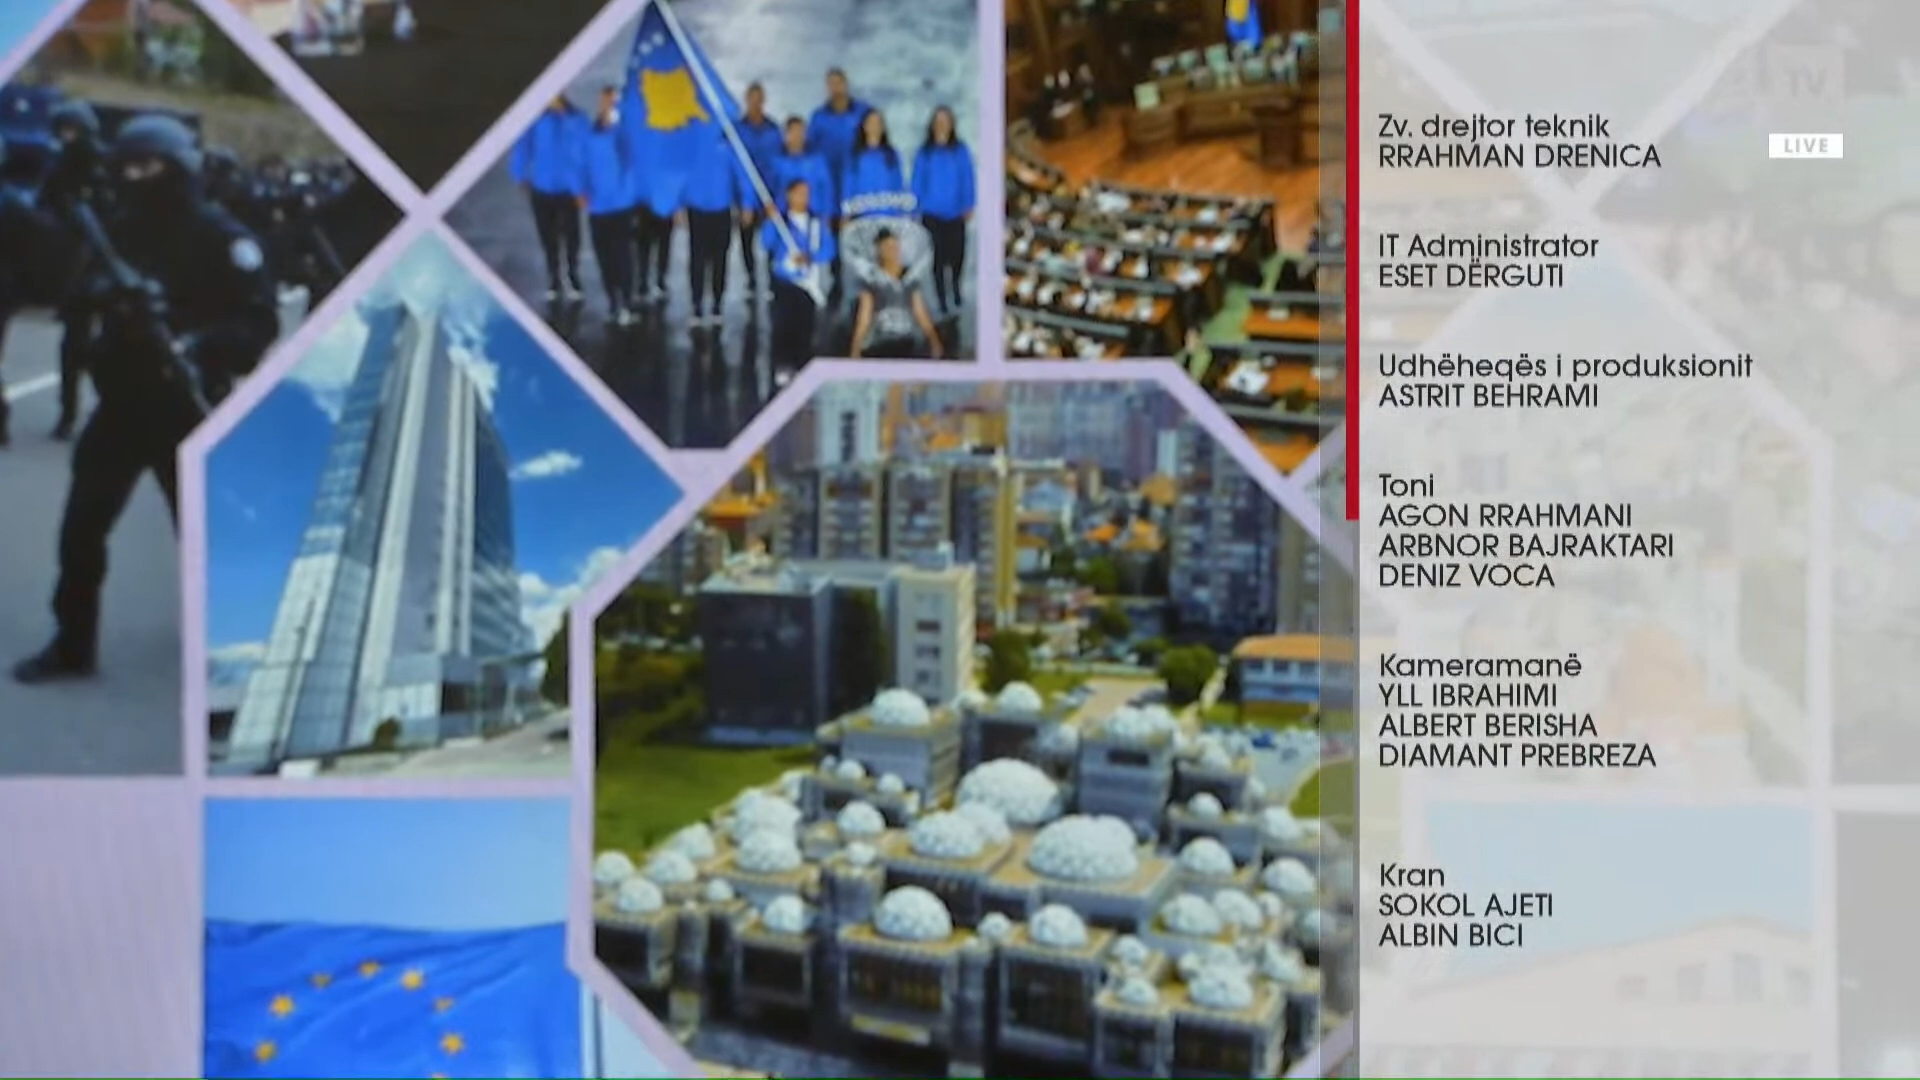 TV
LIVE
Zv. drejtor teknik
RRAHMAN DRENICA
IT Administrator
ESET DËRGUTI
Udhëheqës i produksionit
ASTRIT BEHRAMI
Toni
AGON RRAHMANI
ARBNOR BAJRAKTARI
DENIZ VOCA
Kameramanë
YLL IBRAHIMI
ALBERT BERISHA
DIAMANT PREBREZA
Kran
SOKOL AJETI
ALBIN BICI